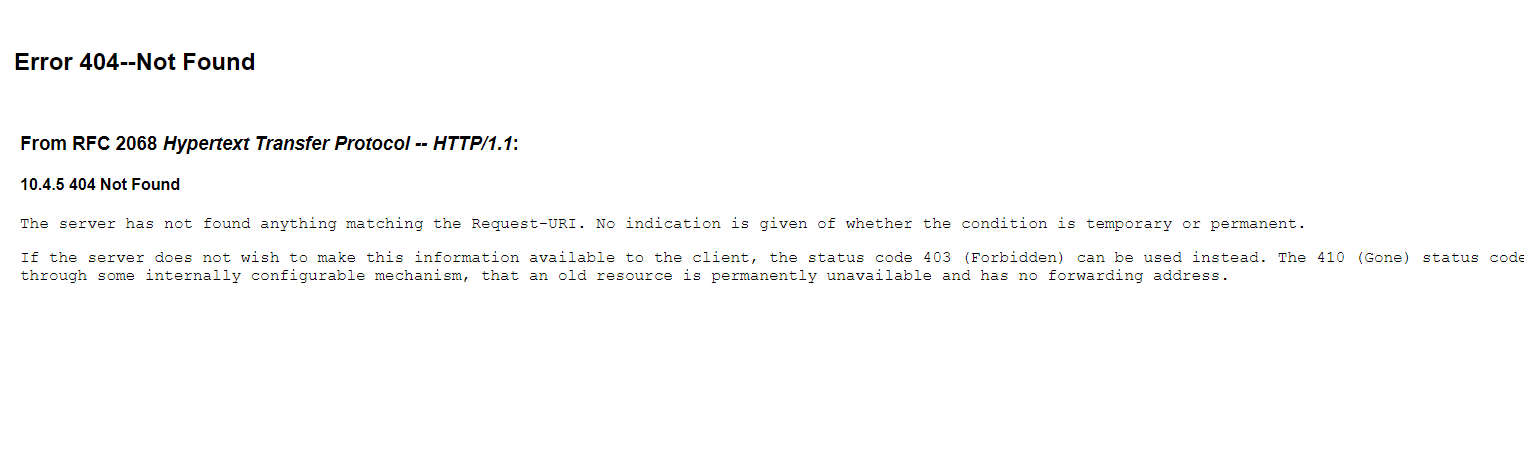 Error 404--Not Found
From RFC 2068 Hypertext Transfer Protocol -- HTTP/1.1:
10.4.5 404 Not Found
The server has not found anything matching the Request-URI. No indication is given of whether the condition is temporary or permanent.
If the server does not wish to make this information available to the client, the status code 403 (Forbidden) can be used instead. The 410 (Gone) status code
through some internally configurable mechanism, that an old resource is permanently unavailable and has no forwarding address.